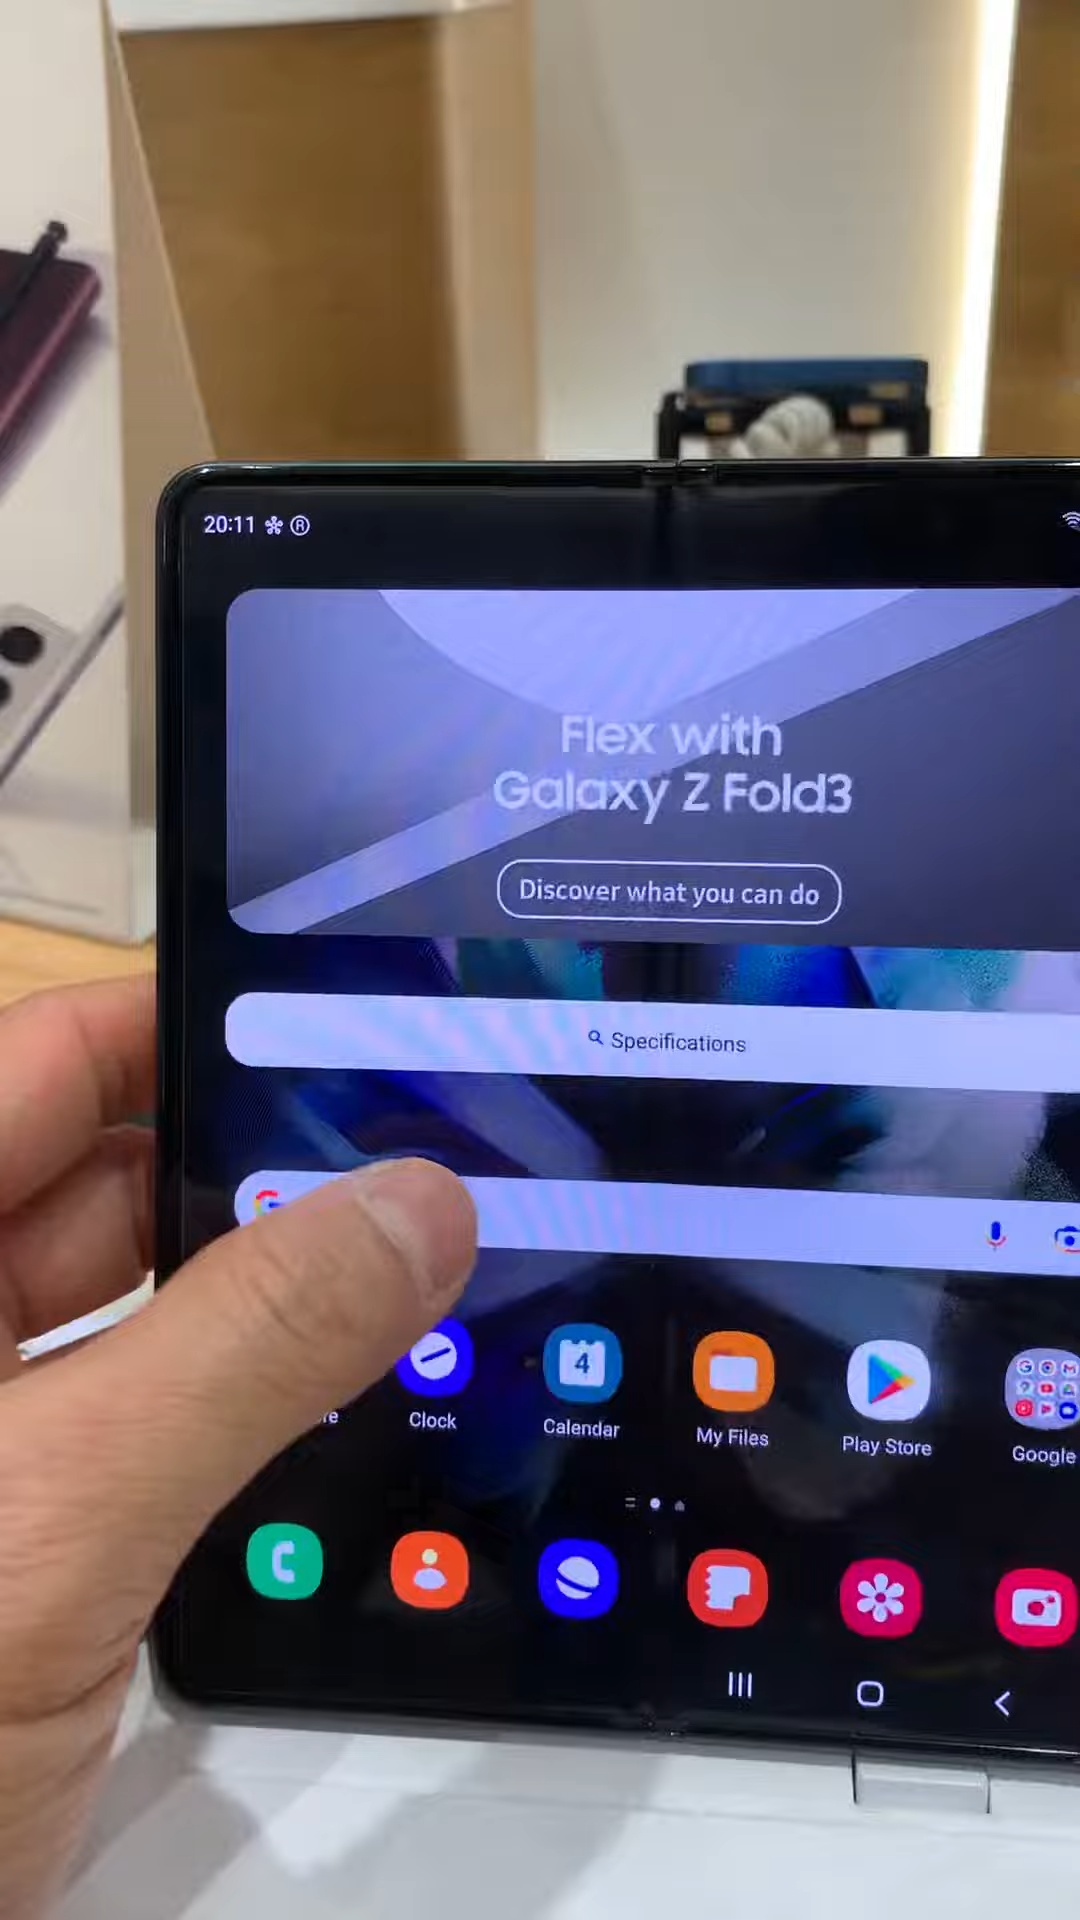 20:11
Flex with
Galaxy Z Fold3
Discover what you can do
Specifications
Clock
Calendar
My Files
Play Store
Google
4